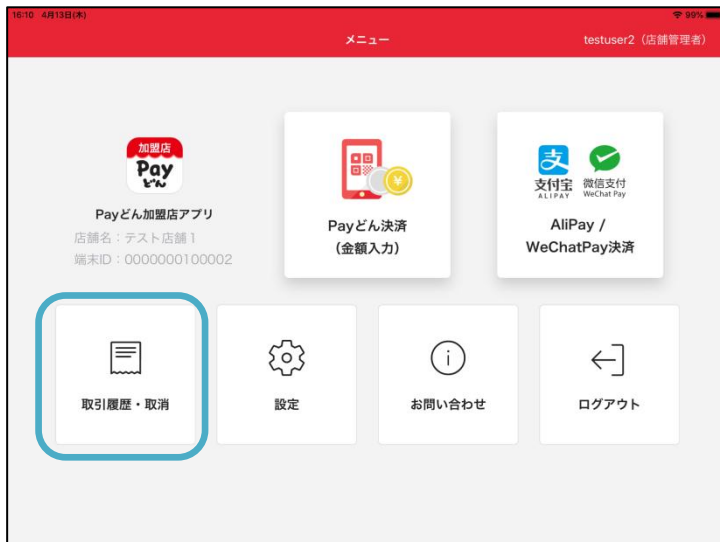 16:10 4月13日(木)
99%
メニュー
testuser2（店舗管理者）
加盟店
Pay
どん
Payどん加盟店アプリ
店舗名：テスト店舗１
端末ID：0000000100002
Payどん決済
（金額入力）
支
支付宝
ALIPAY
微信支付
WeChat Pay
AliPay /
WeChatPay決済
取引履歴・取消
設定
お問い合わせ
ログアウト